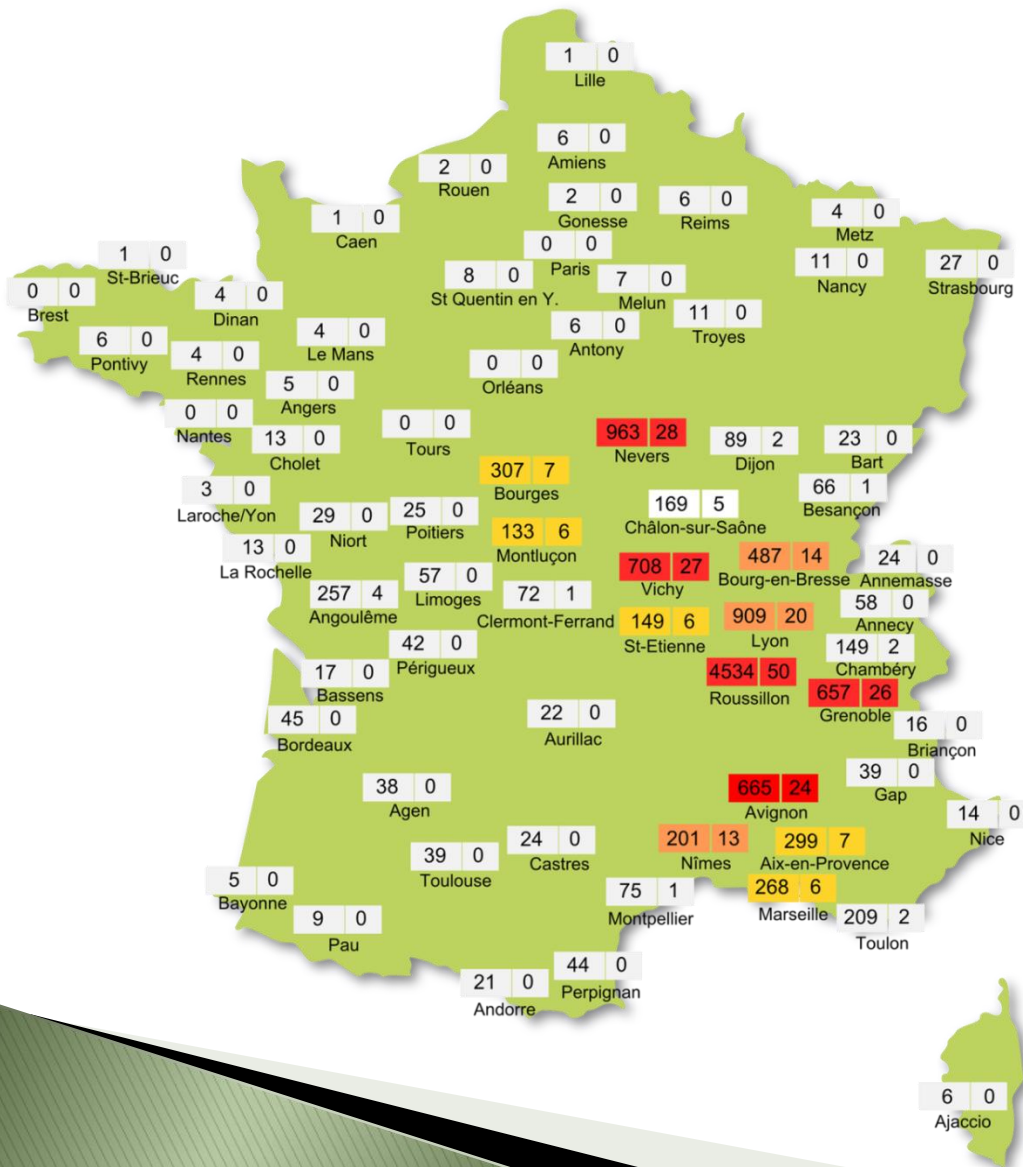 1 0
Lille
6 0
Amiens
2 0
Rouen
2 0
Gonesse
6 0
Reims
1 0
Caen
4 0
Metz
0 0
Paris
1 0
St-Brieuc
11 0
Nancy
27 0
Strasbourg
8 0
St Quentin en Y.
7 0
Melun
0 0
Brest
4 0
Dinan
11 0
Troyes
6 0
Antony
4 0
Le Mans
6 0
Pontivy
4 0
Rennes
0 0
Orléans
5 0
Angers
0 0
Nantes
13 0
Cholet
0 0
Tours
963 28
Nevers
89 2
Dijon
23 0
Bart
307 7
Bourges
66 1
Besançon
3 0
Laroche/Yon
169 5
Châlon-sur-Saône
29 0
Niort
25 0
Poitiers
133 6
Montluçon
13 0
La Rochelle
487 14
Bourg-en-Bresse
24 0
Annemasse
708 27
Vichy
57 0
Limoges
257 4
Angoulême
72 1
Clermont-Ferrand
58 0
Annecy
149 6
St-Etienne
909 20
Lyon
42 0
Périgueux
149 2
Chambéry
17 0
Bassens
4534 50
Roussillon
657 26
Grenoble
45 0
Bordeaux
22 0
Aurillac
16 0
Briançon
39 0
Gap
38 0
Agen
665 24
Avignon
14 0
Nice
24 0
Castres
201 13
Nîmes
299 7
Aix-en-Provence
39 0
Toulouse
5 0
Bayonne
75 1
Montpellier
268 6
Marseille
9 0
Pau
209 2
Toulon
44 0
Perpignan
21 0
Andorre
6 0
Ajaccio